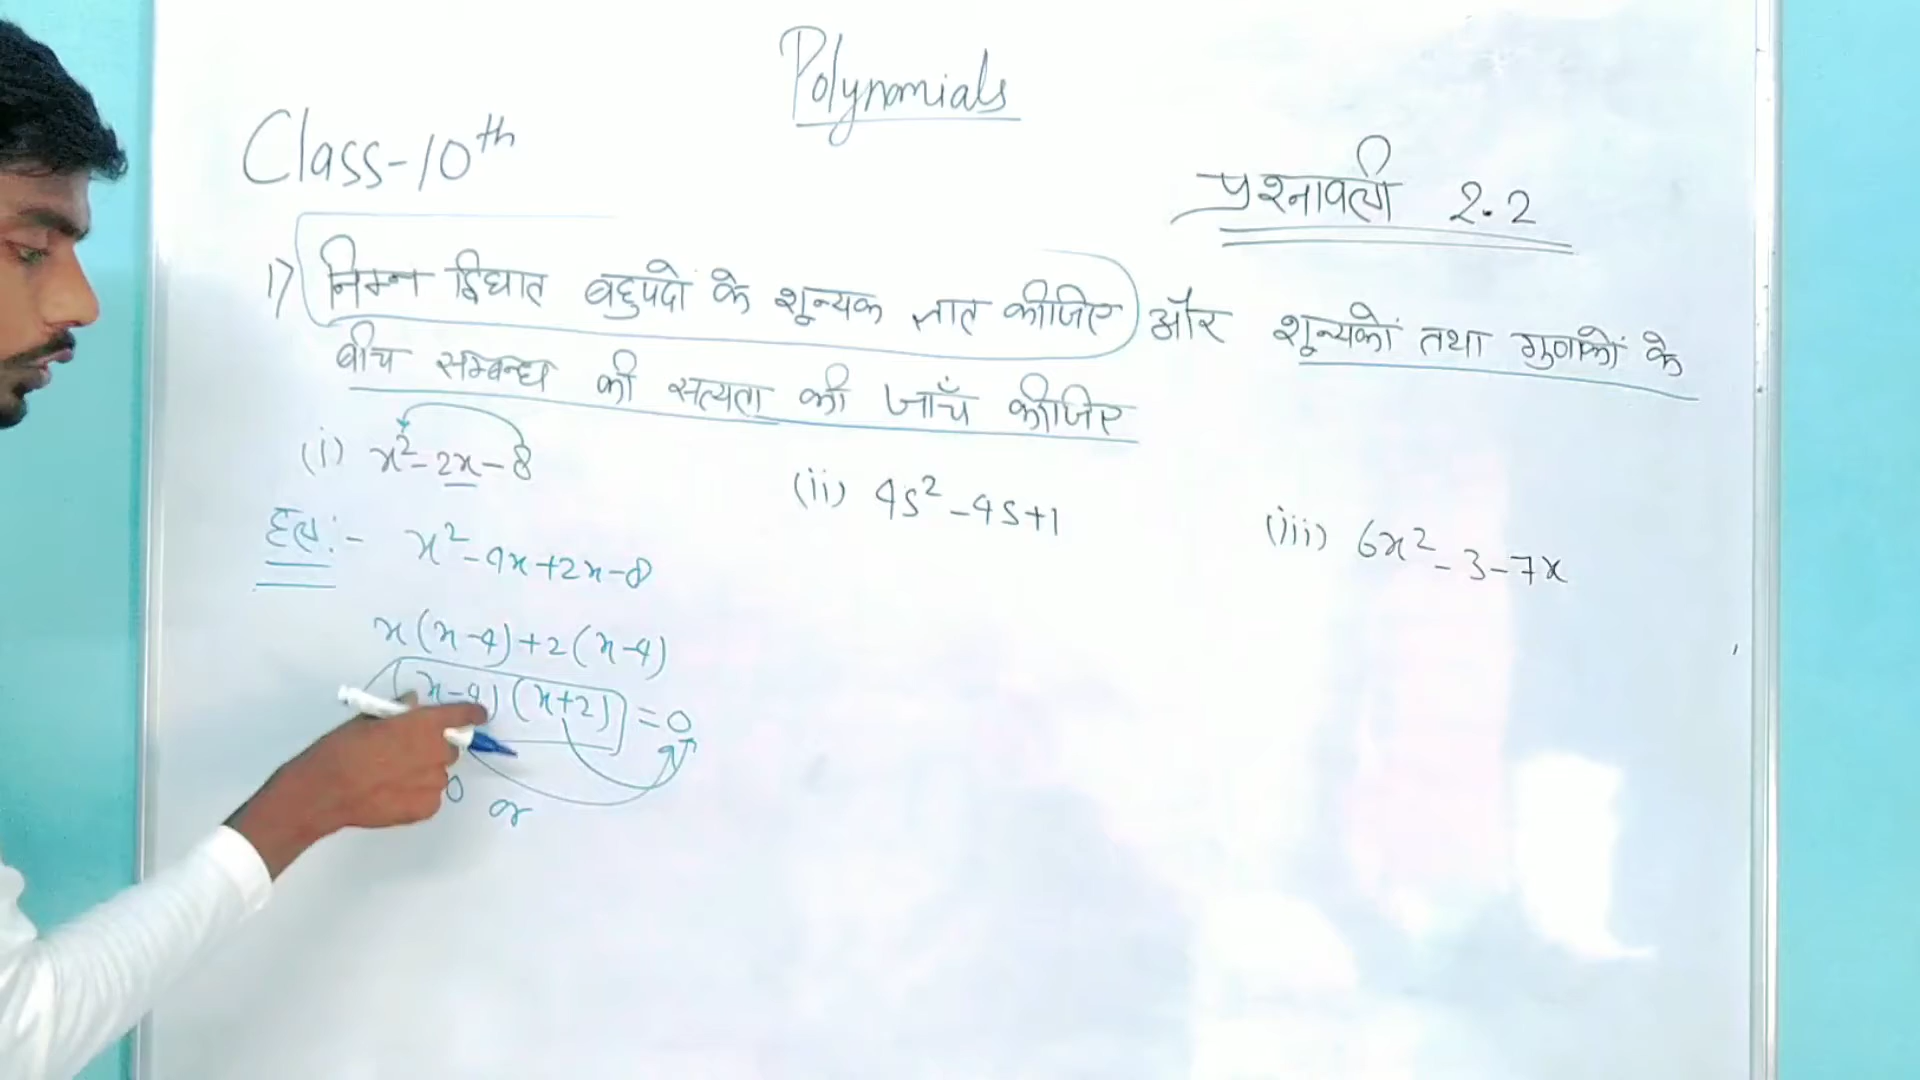 Polynomials
Class-10th
प्रश्नावली 2.2
1) निम्न द्विघात बहुपदो के शून्यक ज्ञात कीजिए और शून्यकों तथा गुणांकों के
बीच सम्बन्ध की सत्यता की जाँच कीजिए
(i) x²-2x-8
(ii) 4s²-4s+1
(iii) 6x²-3-7x
हल:- x²-4x+2x-8
x(x-4)+2(x-4)
(x-4)(x+2)=0
0 or